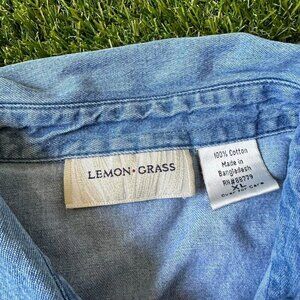 LEMON • GRASS
100% Cotton
Made in
Bangladesh
XL